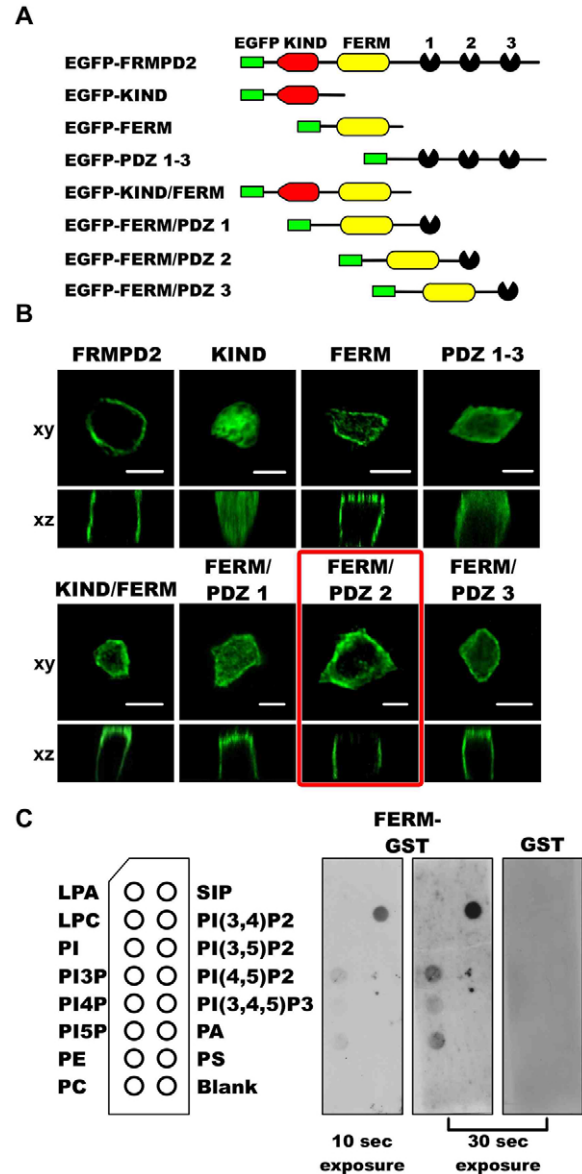 A
EGFP KIND FERM 1 2 3
EGFP-FRMPD2
EGFP-KIND
EGFP-FERM
EGFP-PDZ 1-3
EGFP-KIND/FERM
EGFP-FERM/PDZ 1
EGFP-FERM/PDZ 2
EGFP-FERM/PDZ 3
B
FRMPD2 KIND FERM PDZ 1-3
xy
xz
KIND/FERM FERM/ PDZ 1 FERM/ PDZ 2 FERM/ PDZ 3
xy
xz
C
FERM-
GST GST
LPA SIP
LPC PI(3,4)P2
PI PI(3,5)P2
PI3P PI(4,5)P2
PI4P PI(3,4,5)P3
PI5P PA
PE PS
PC Blank
10 sec 30 sec
exposure exposure